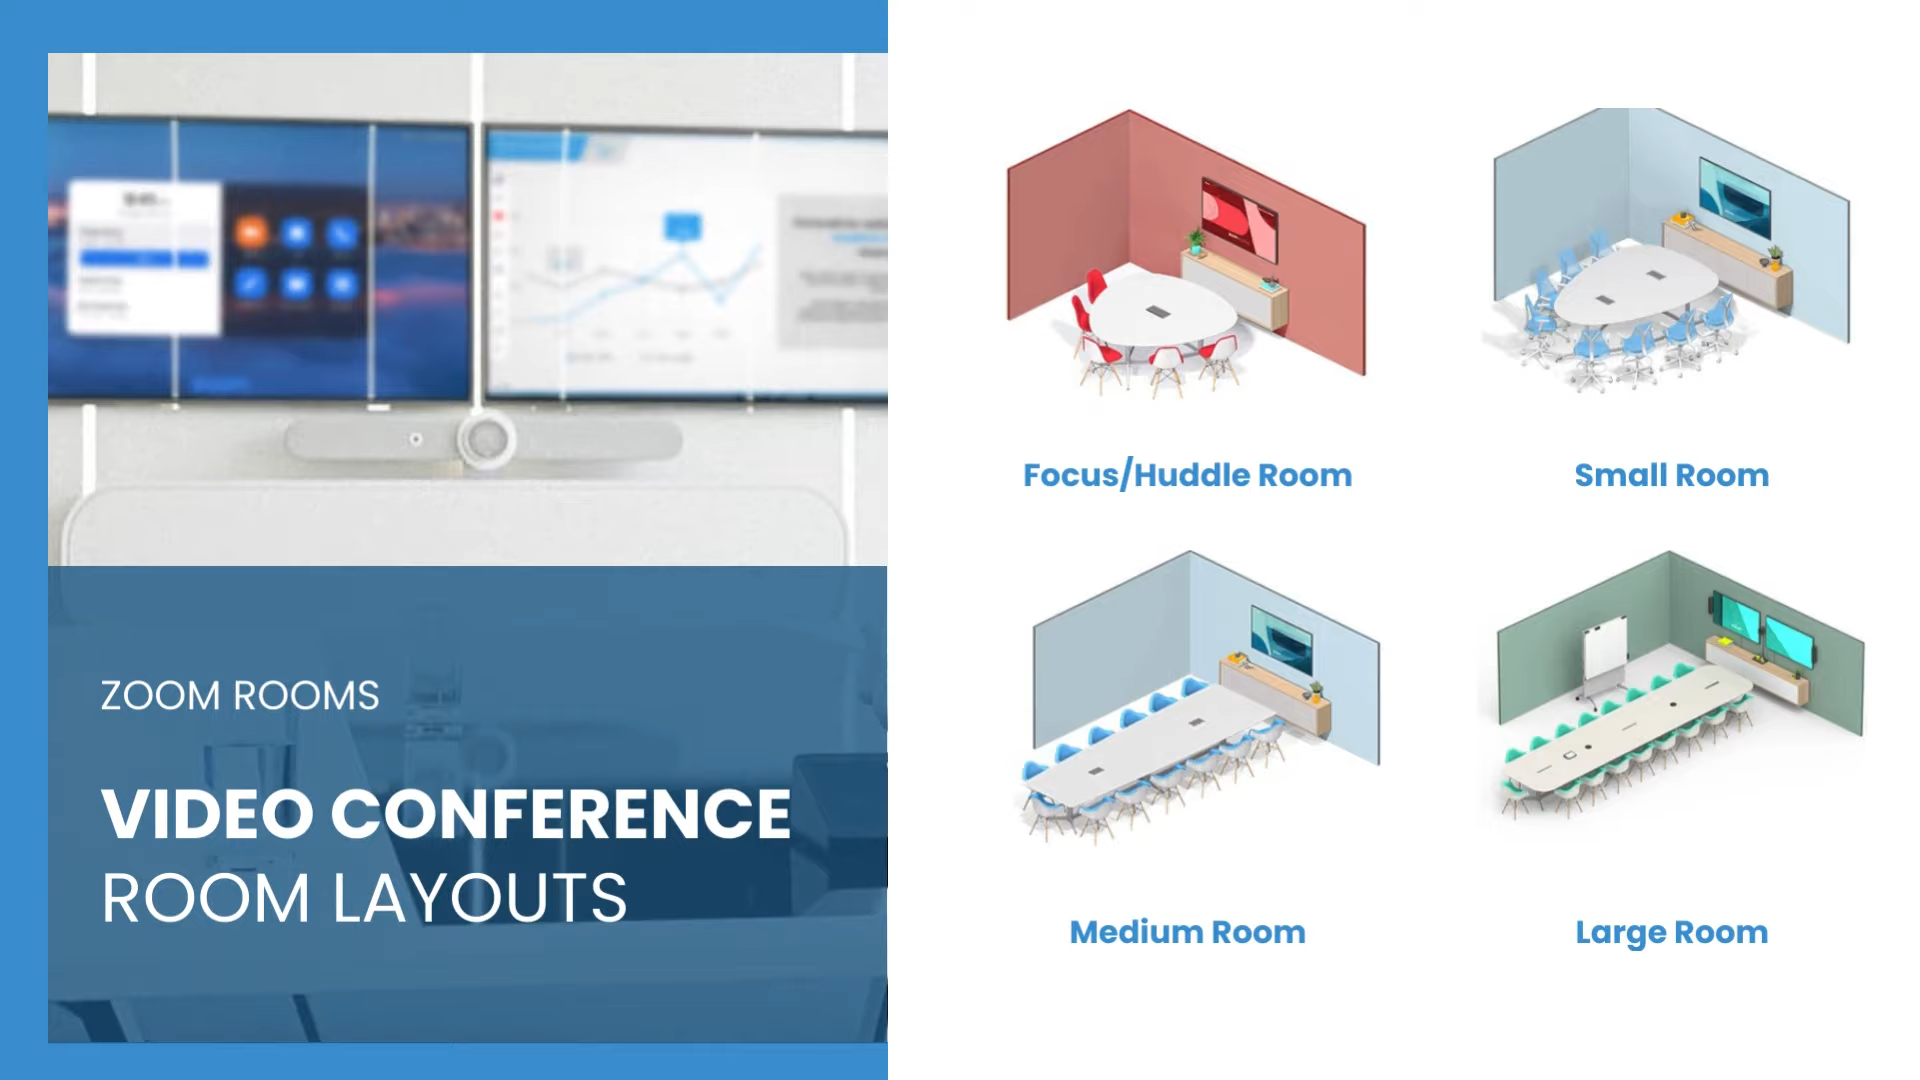 ZOOM ROOMS
VIDEO CONFERENCE
ROOM LAYOUTS
Focus/Huddle Room
Small Room
Medium Room
Large Room